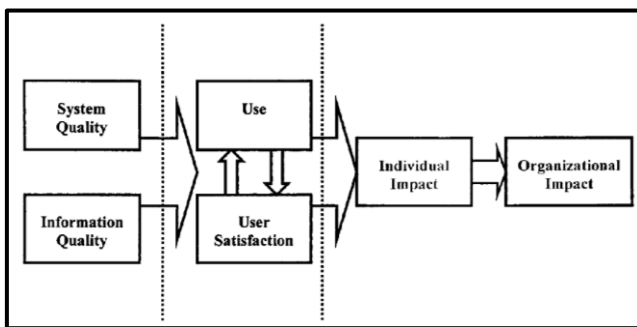 System
Quality
Information
Quality
Use
User
Satisfaction
Individual
Impact
Organizational
Impact